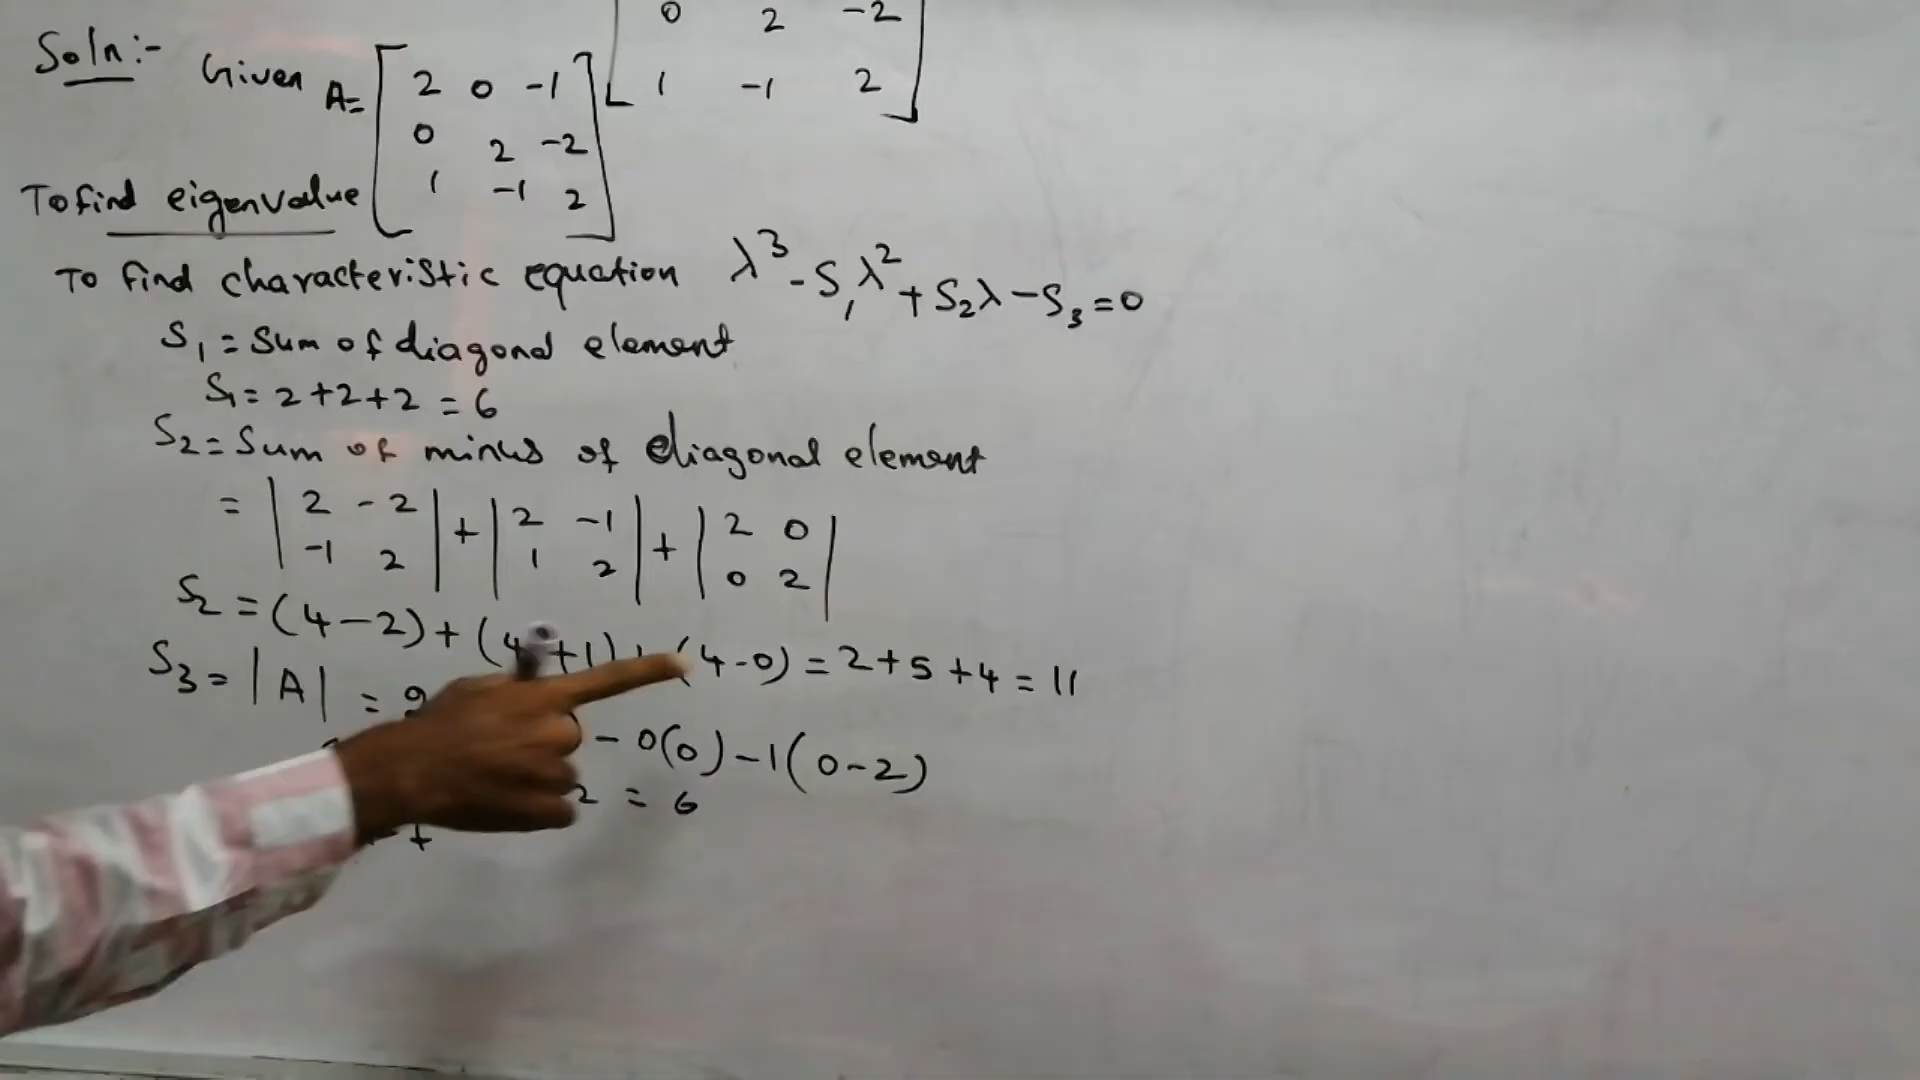 0 2 -2
1 -1 2
Soln:- Given A= [ 2 0 -1
0 2 -2
1 -1 2 ]
To find eigenvalue
To find characteristic equation λ³ - S₁λ² + S₂λ - S₃ = 0
S₁ = Sum of diagonal element
S₁ = 2+2+2 = 6
S₂ = Sum of minus of diagonal element
= | 2 -2 | + | 2 -1 | + | 2 0 |
| -1 2 | | 1 2 | | 0 2 |
S₂ = (4-2) + (4+1) + (4-0) = 2+5+4 = 11
S₃ = |A| =
- 0(0) -1(0-2)
2 = 6